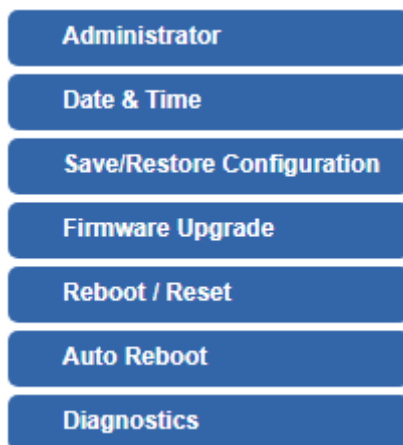 Administrator
Date & Time
Save/Restore Configuration
Firmware Upgrade
Reboot / Reset
Auto Reboot
Diagnostics